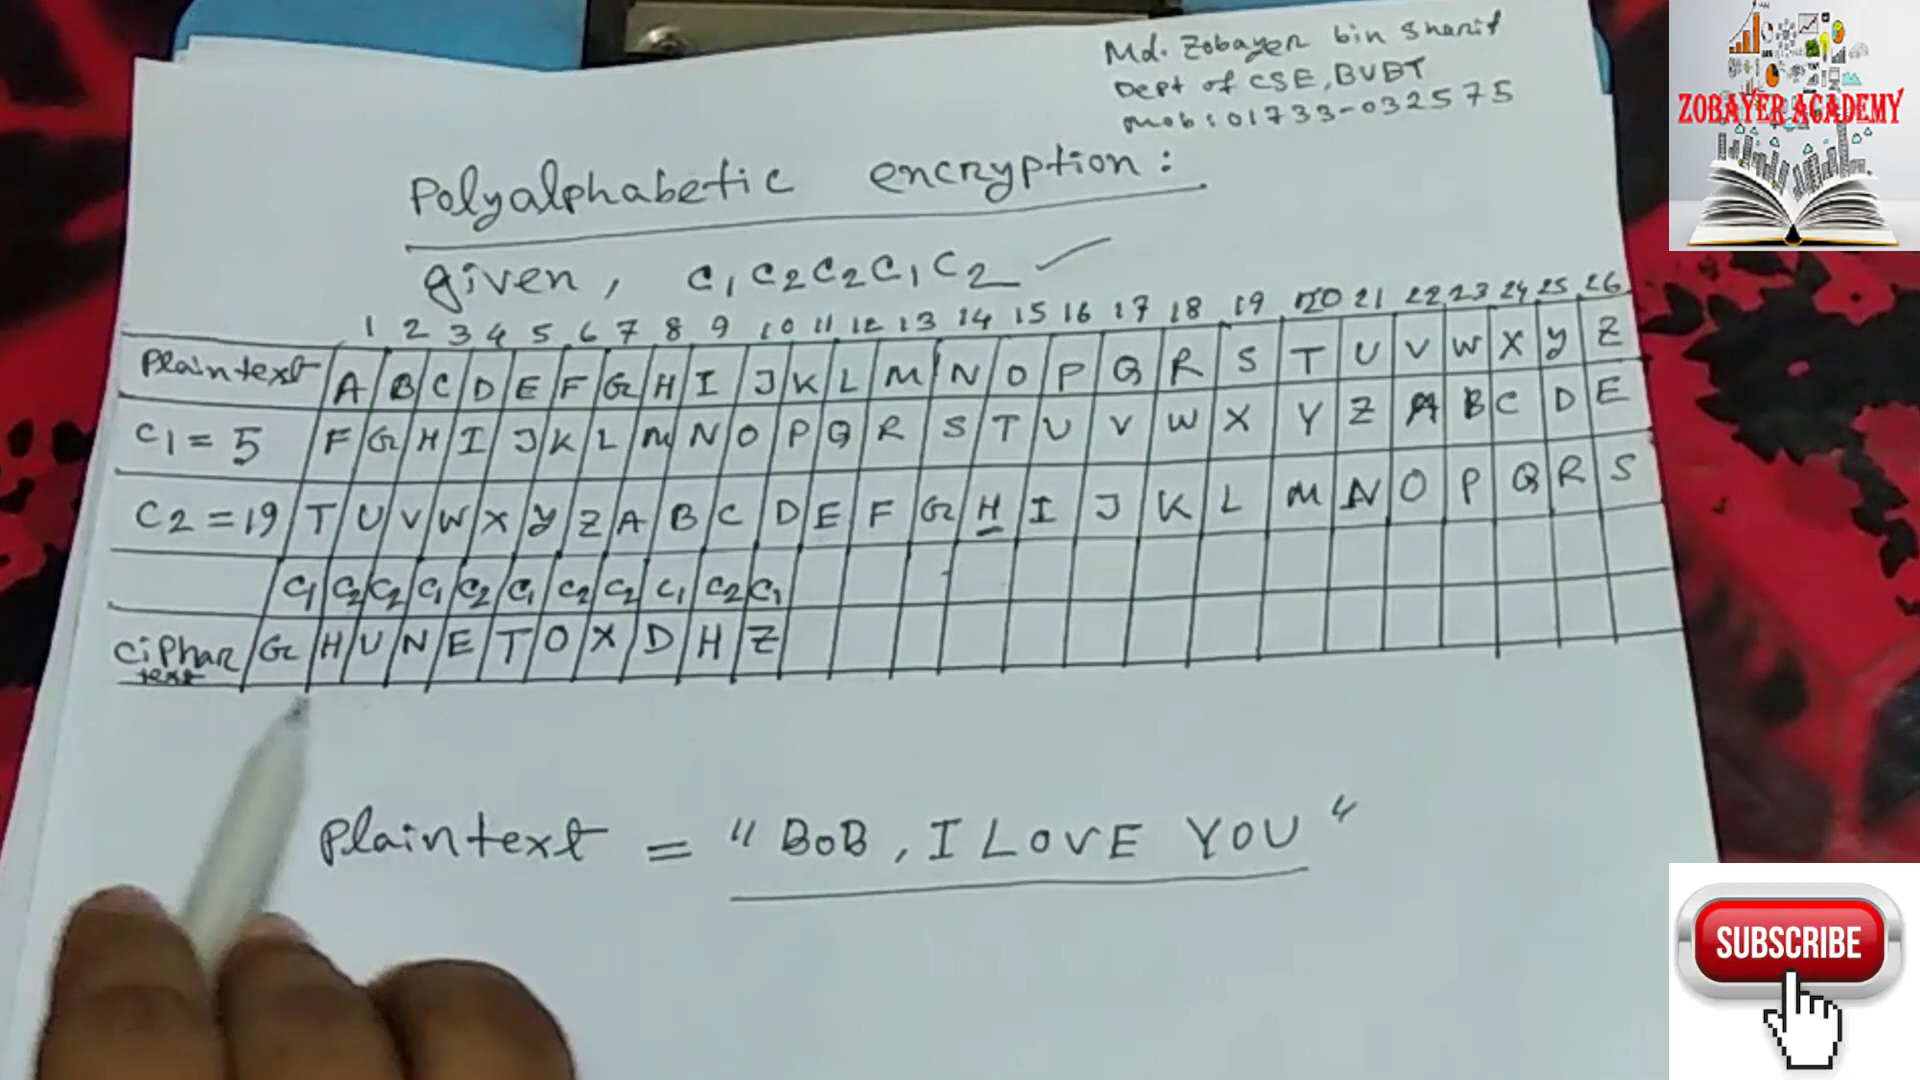 Md. Zobayer bin Sharif
Dept of CSE, BUBT
Mob: 01733-032575
ZOBAYER ACADEMY
Polyalphabetic encryption:
given, C1C2C2C1C2
1 2 3 4 5 6 7 8 9 10 11 12 13 14 15 16 17 18 19 20 21 22 23 24 25 26
Plaintext A B C D E F G H I J K L M N O P Q R S T U V W X Y Z
C1 = 5 F G H I J K L M N O P Q R S T U V W X Y Z A B C D E
C2 = 19 T U V W X Y Z A B C D E F G H I J K L M N O P Q R S
C1 C2 C2 C1 C2 C1 C2 C2 C1 C2 C1
Ciphar text G H U N E T O X D H Z
Plaintext = "BOB, I LOVE YOU"
SUBSCRIBE